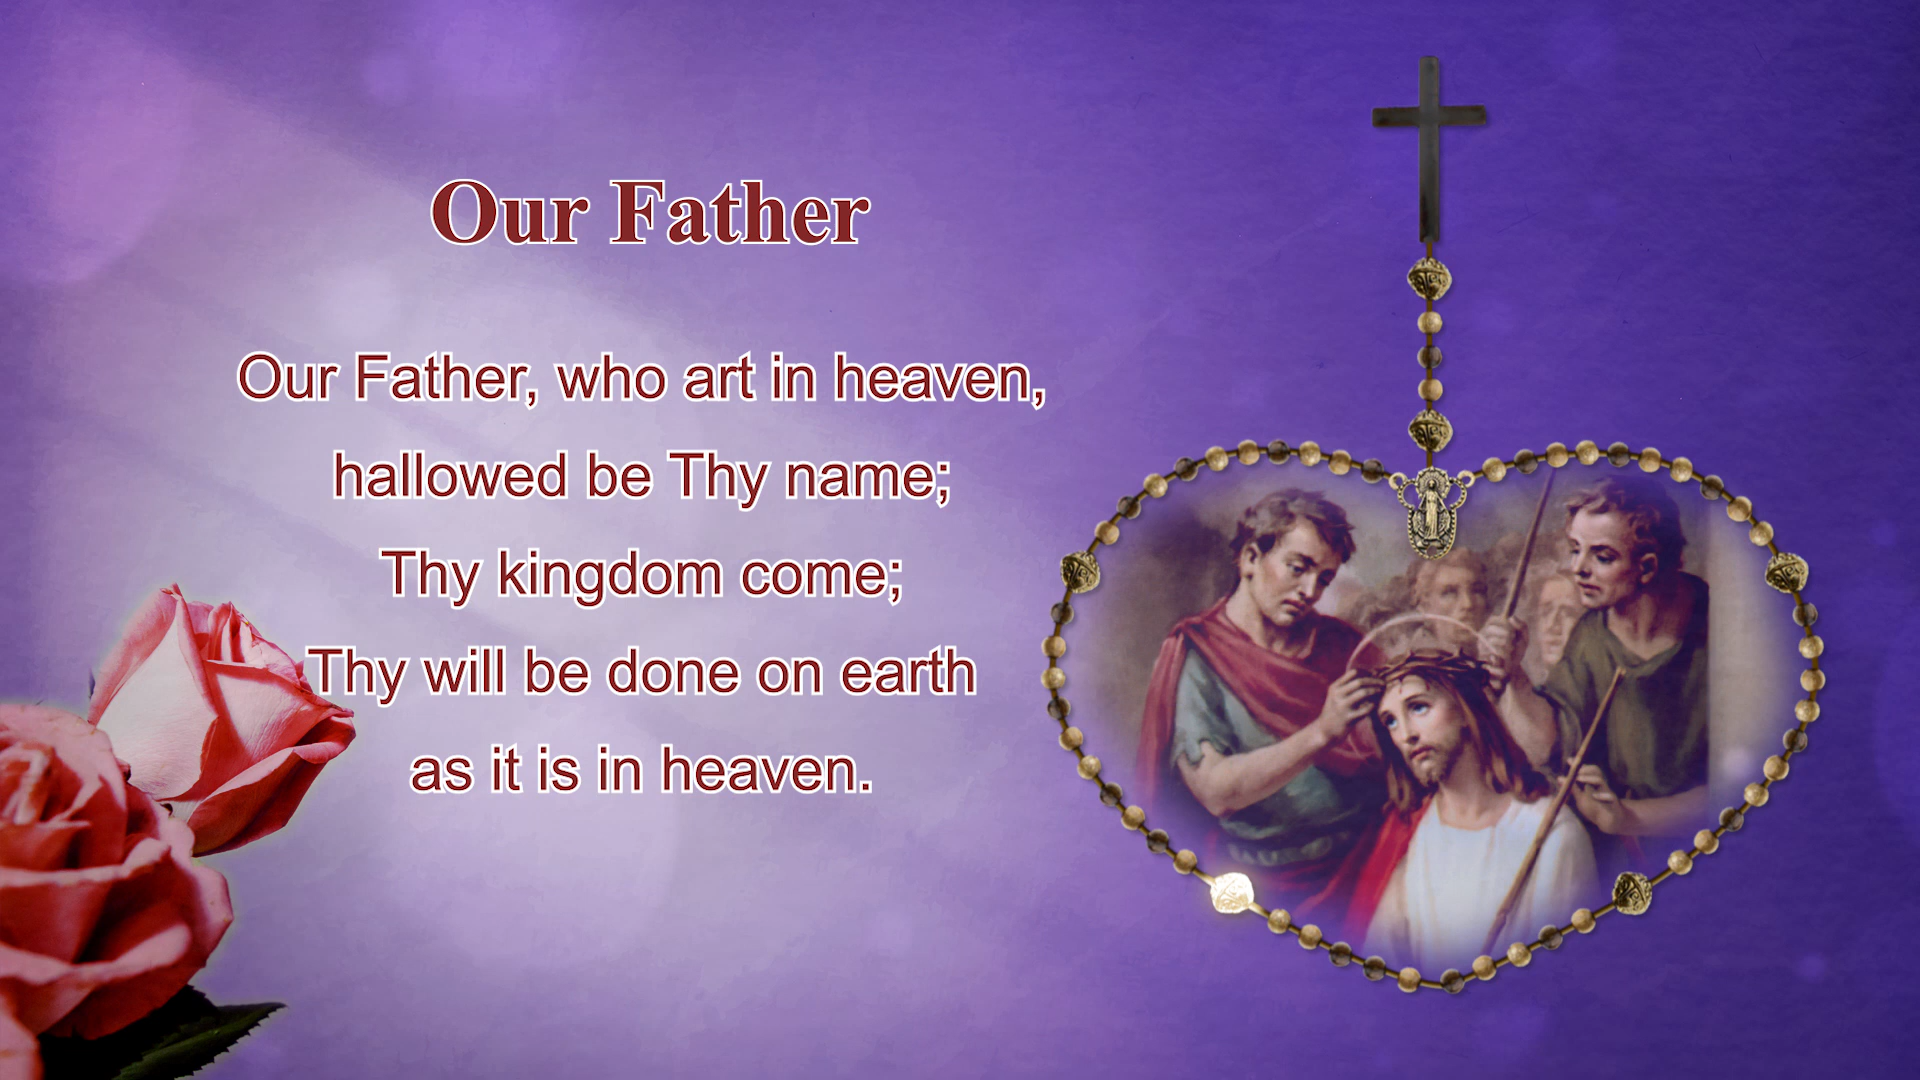 Our Father
Our Father, who art in heaven,
hallowed be Thy name;
Thy kingdom come;
Thy will be done on earth
as it is in heaven.